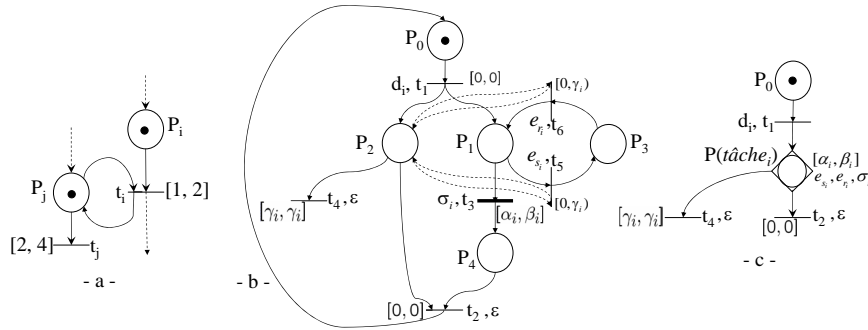 P_i
P_j
t_i [1, 2]
[2, 4] t_j
- a -
P_0
d_i, t_1 [0, 0]
[0, γ_i)
e_{r_i}, t_6
P_2
P_1
P_3
e_{s_i}, t_5
[0, γ_i)
[γ_i, γ_i] t_4, ε
σ_i, t_3
[α_i, β_i]
P_4
- b -
[0, 0] t_2, ε
P_0
d_i, t_1
P(tâche_i)
[α_i, β_i]
e_{s_i}, e_{r_i}, σ
[γ_i, γ_i] t_4, ε
[0, 0] t_2, ε
- c -